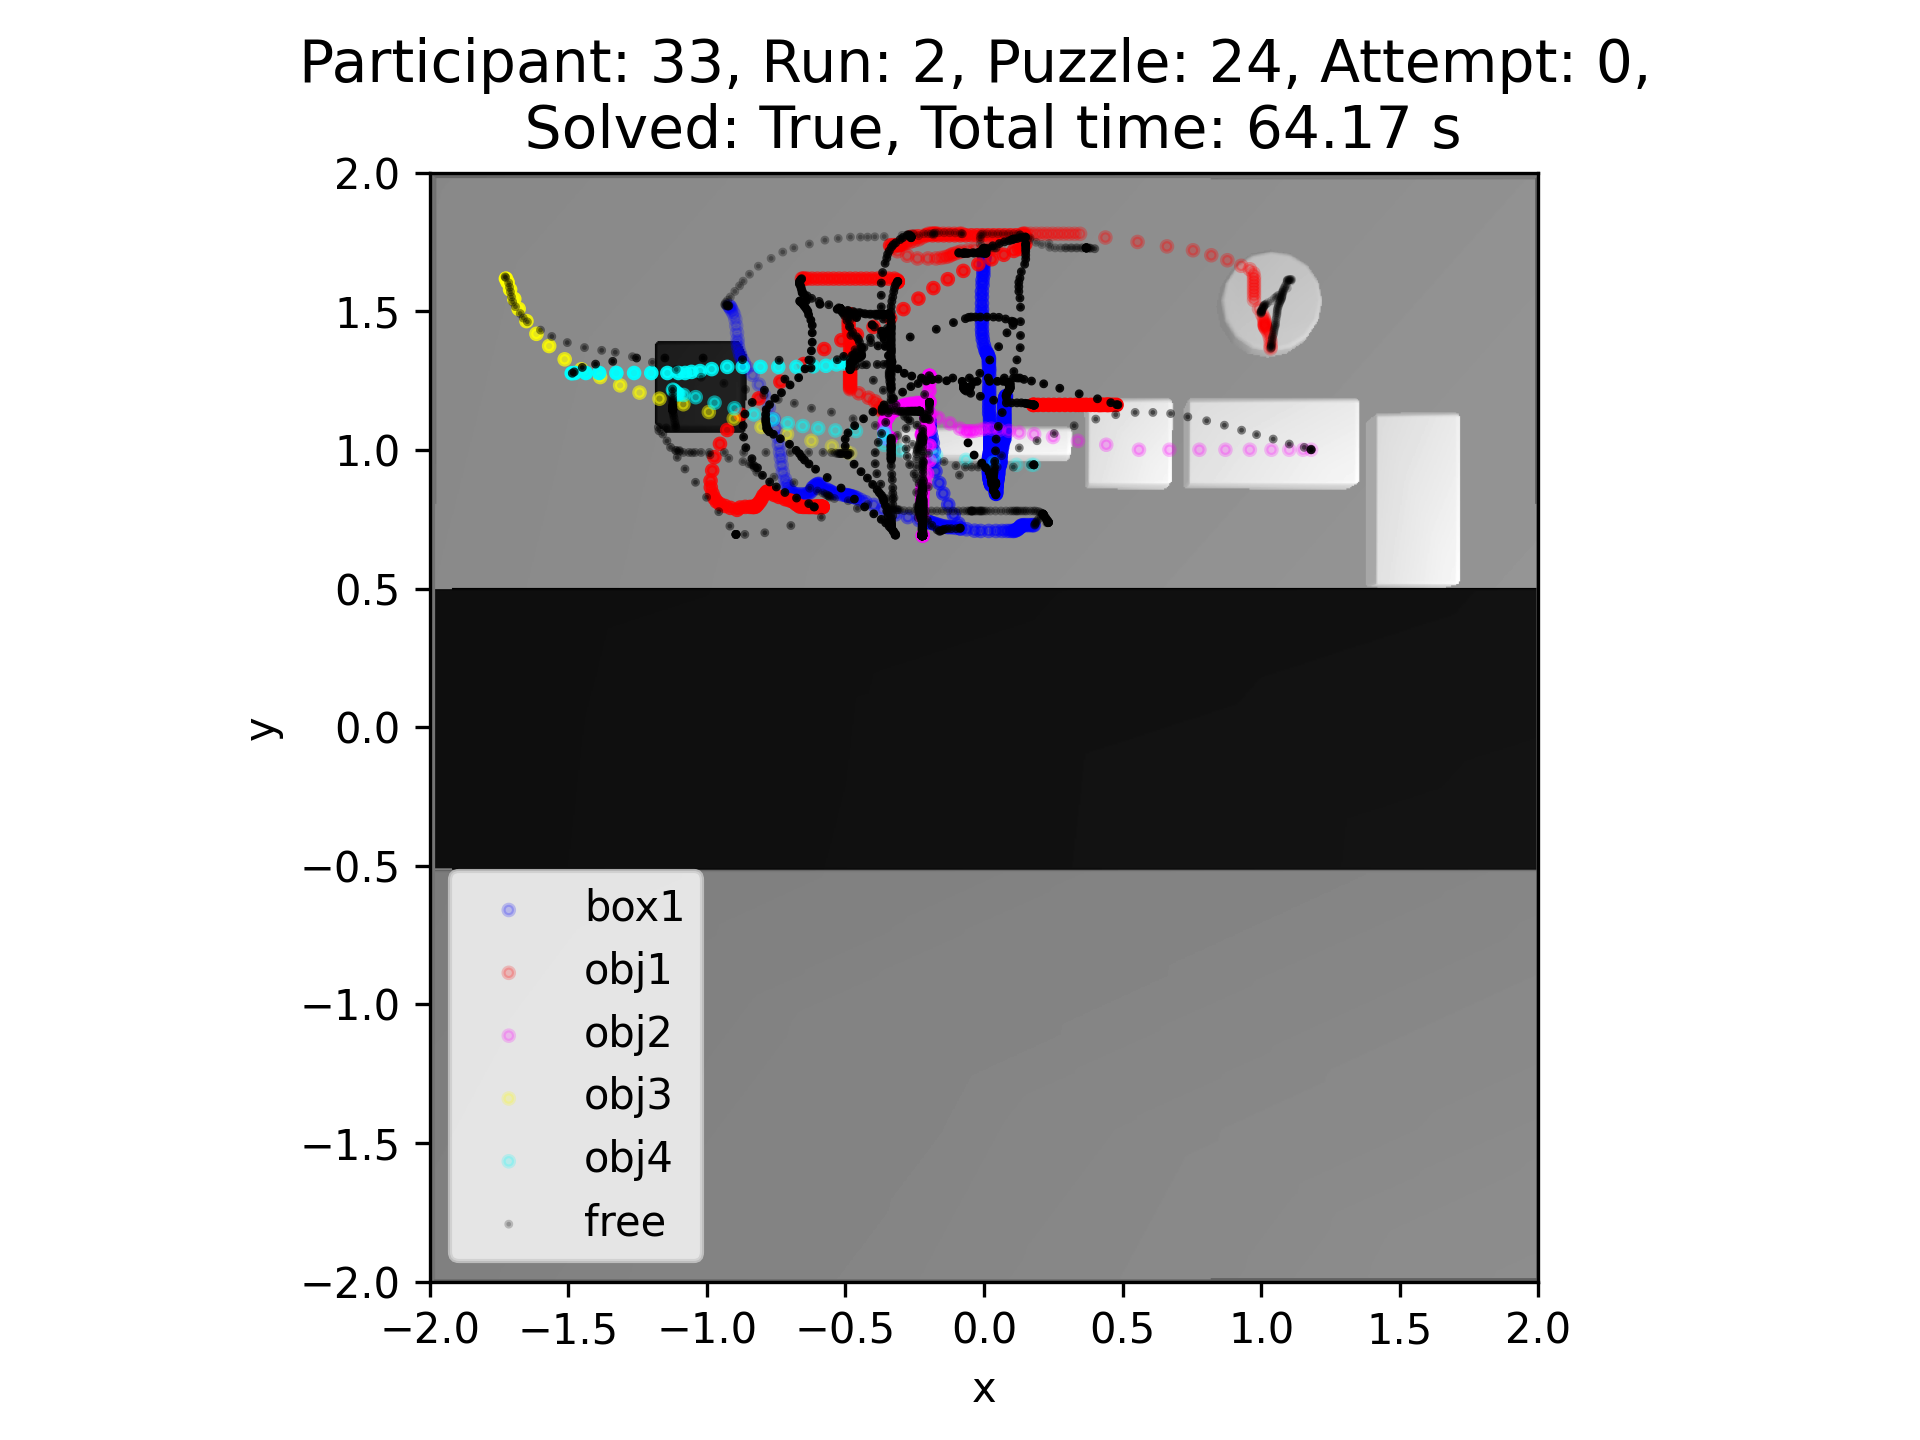 Participant: 33, Run: 2, Puzzle: 24, Attempt: 0,
Solved: True, Total time: 64.17 s
2.0
1.5
1.0
0.5
0.0
−0.5
−1.0
−1.5
−2.0
y
box1
obj1
obj2
obj3
obj4
free
−2.0 −1.5 −1.0 −0.5 0.0 0.5 1.0 1.5 2.0
x